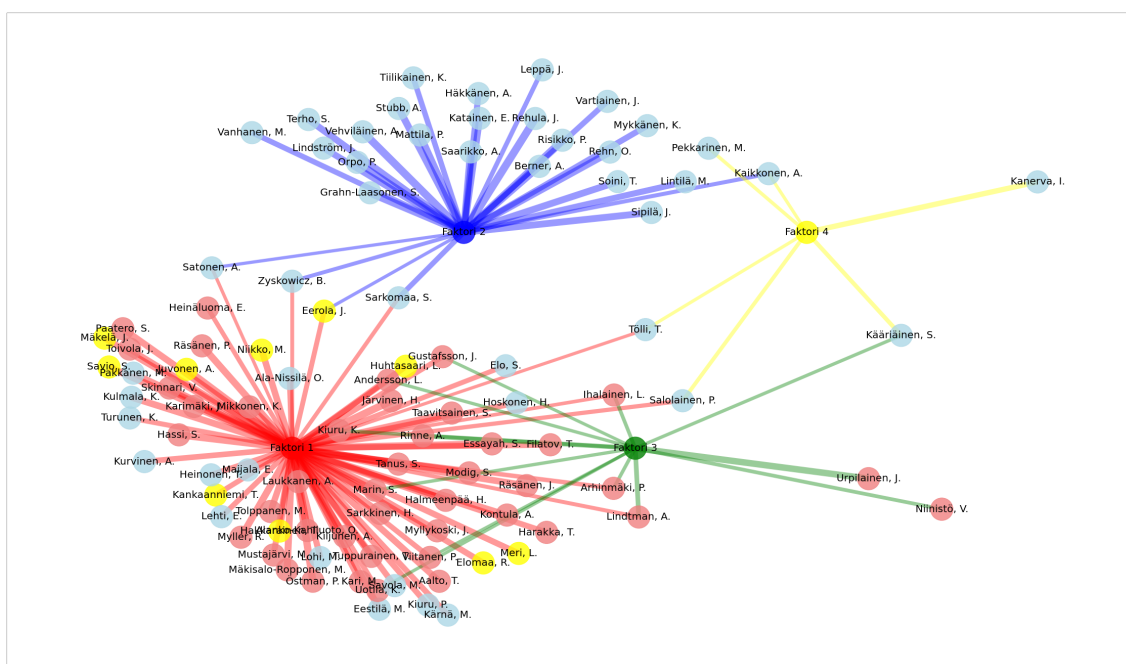 Leppä, J.
Tiilikainen, K.
Häkkänen, A.
Vartiainen, J.
Stubb, A.
Terho, S.
Katainen, E.
Rehula, J.
Mykkänen, K.
Vanhanen, M.
Vehviläinen, A.
Mattila, P.
Risikko, P.
Lindström, J.
Pekkarinen, M.
Saarikko, A.
Rehn, O.
Orpo, P.
Berner, A.
Kaikkonen, A.
Soini, T.
Lintilä, M.
Kanerva, I.
Grahn-Laasonen, S.
Sipilä, J.
Faktori 2
Faktori 4
Satonen, A.
Zyskowicz, B.
Sarkomaa, S.
Heinäluoma, E.
Eerola, J.
Paatero, S.
Tölli, T.
Mäkelä, J.
Kääriäinen, S.
Toivola, J.
Räsänen, P.
Niikko, M.
Gustafsson, J.
Savio, S.
Huhtasaari, L.
Elo, S.
Pakkanen, M.
Juvonen, A.
Ala-Nissilä, O.
Andersson, L.
Skinnari, V.
Ihalainen, L.
Kulmala, K.
Järvinen, H.
Hoskonen, H.
Salolainen, P.
Karimäki, J.
Mikkonen, K.
Taavitsainen, S.
Turunen, K.
Kiuru, K.
Hassi, S.
Rinne, A.
Essayah, S.
Filatov, T.
Faktori 1
Faktori 3
Kurvinen, A.
Tanus, S.
Maijala, E.
Modig, S.
Heinonen, T.
Urpilainen, J.
Laukkanen, A.
Räsänen, J.
Arhinmäki, P.
Marin, S.
Kankaanniemi, T.
Halmeenpää, H.
Niinistö, V.
Tolppanen, M.
Sarkkinen, H.
Kontula, A.
Lehti, E.
Lindtman, A.
Myllykoski, J.
Harakka, T.
Myller, R.
Kiljunen, A.
Mustajärvi, M.
Lohi, M.
Tuppurainen, T.
Viitanen, P.
Meri, L.
Elomaa, R.
Mäkisalo-Ropponen, M.
Östman, P.
Kari, M.
Savola, M.
Aalto, T.
Uotila, K.
Eestilä, M.
Kiuru, P.
Kärnä, M.